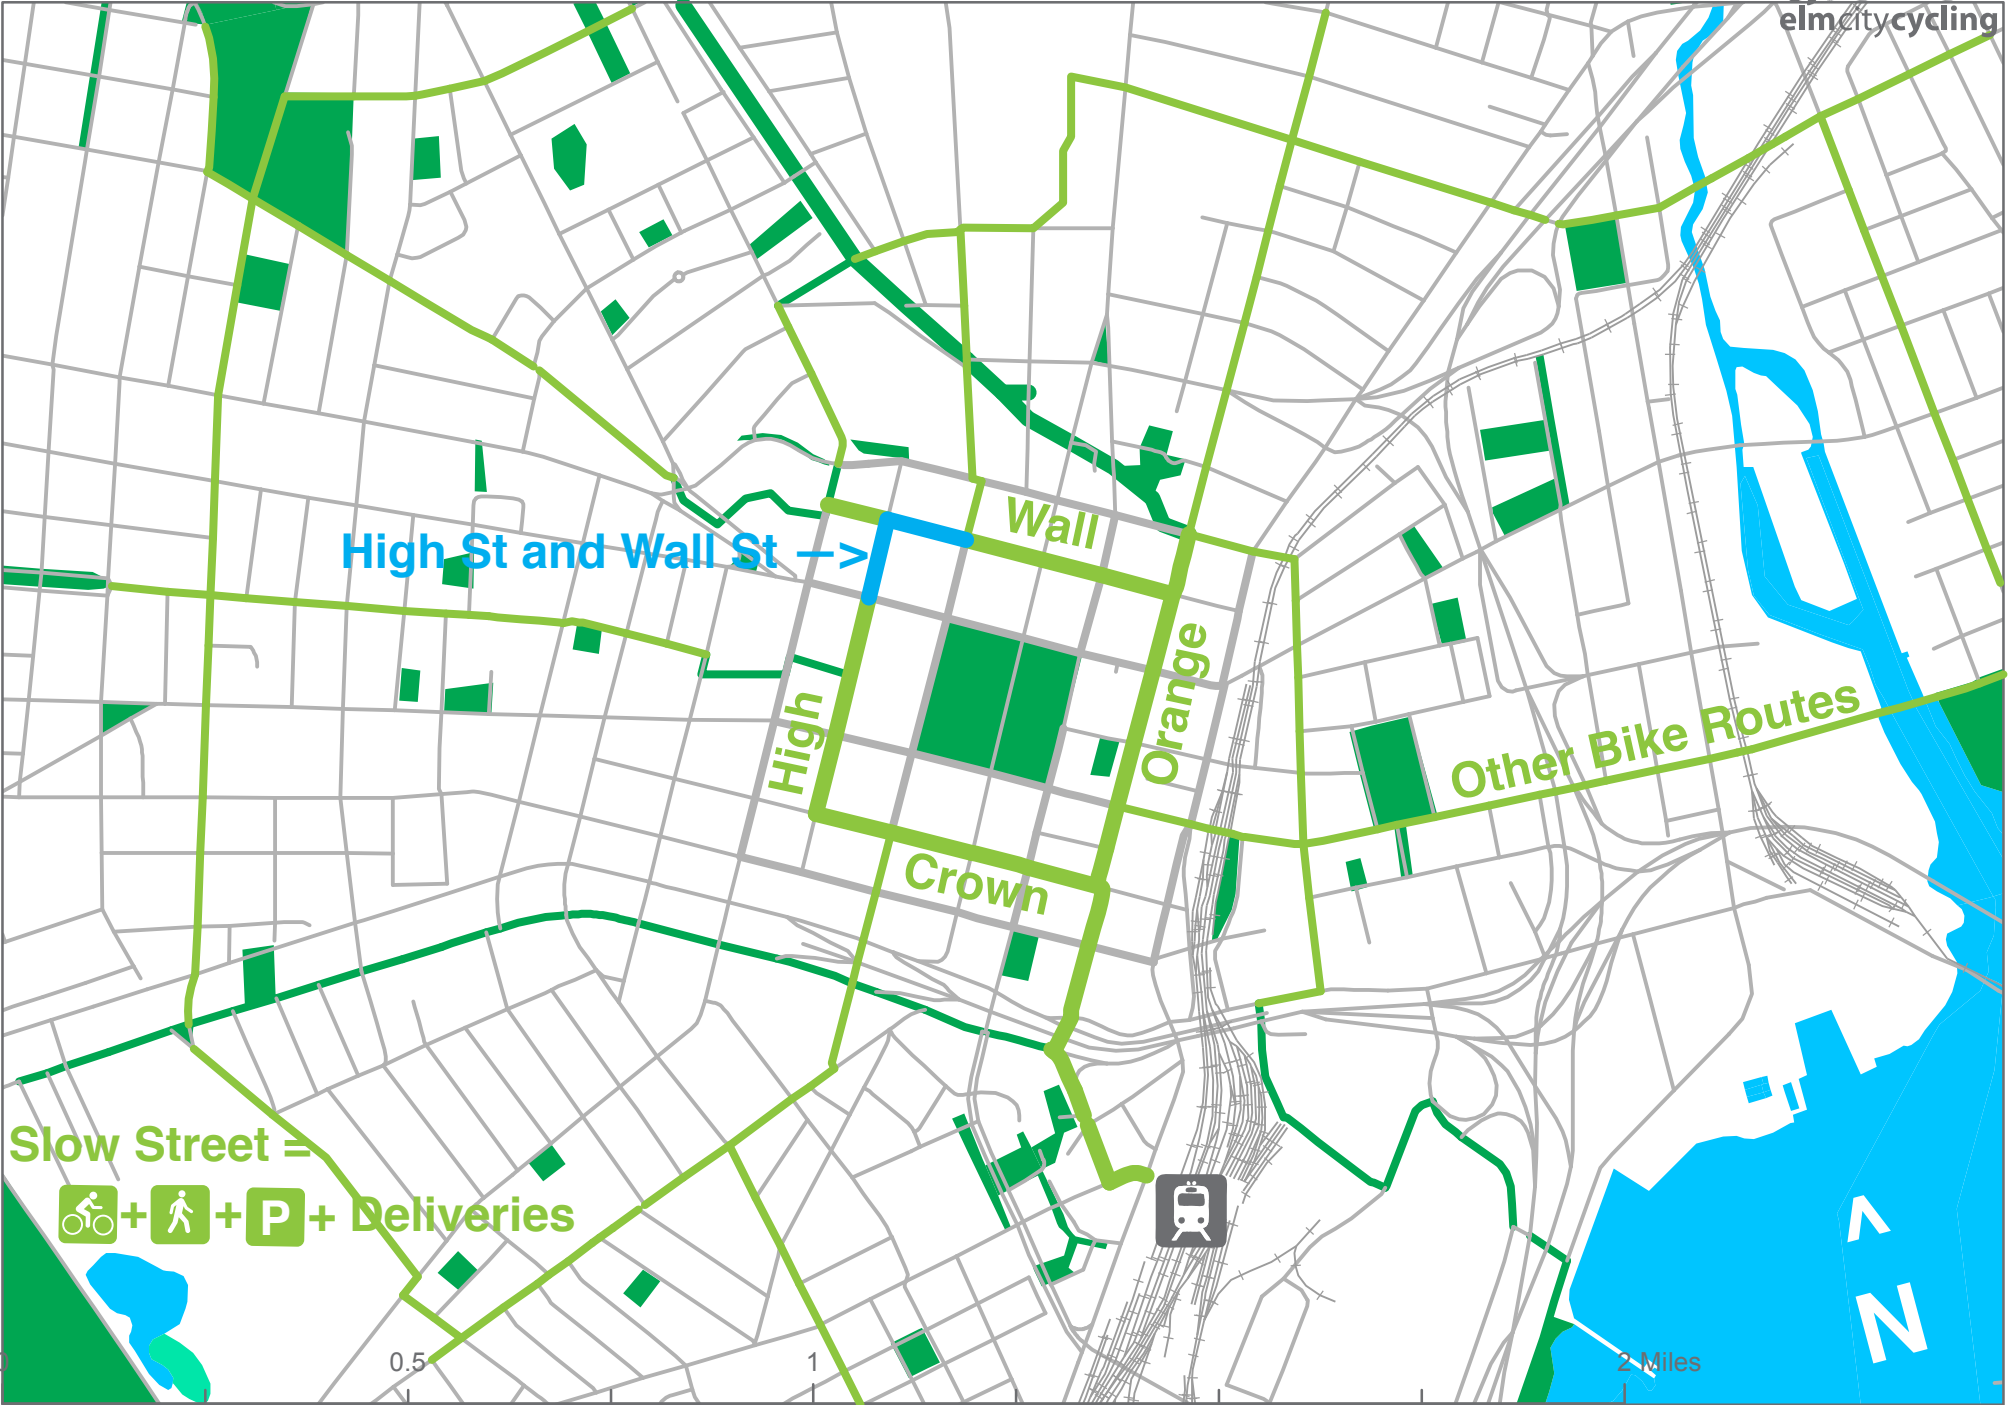 elmcitycycling
Wall
High St and Wall St —>
Orange
High
Other Bike Routes
Crown
Slow Street =
+ + P + Deliveries
^
N
0.5 1 2 Miles